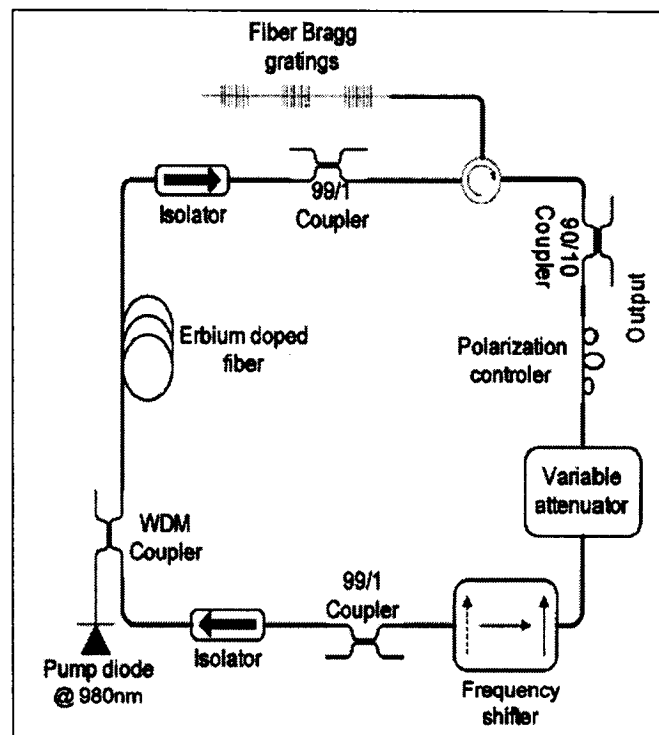 Fiber Bragg
gratings
Isolator
99/1
Coupler
90/10
Coupler
Output
Erbium doped
fiber
Polarization
controler
Variable
attenuator
WDM
Coupler
99/1
Coupler
Isolator
Pump diode
@ 980nm
Frequency
shifter